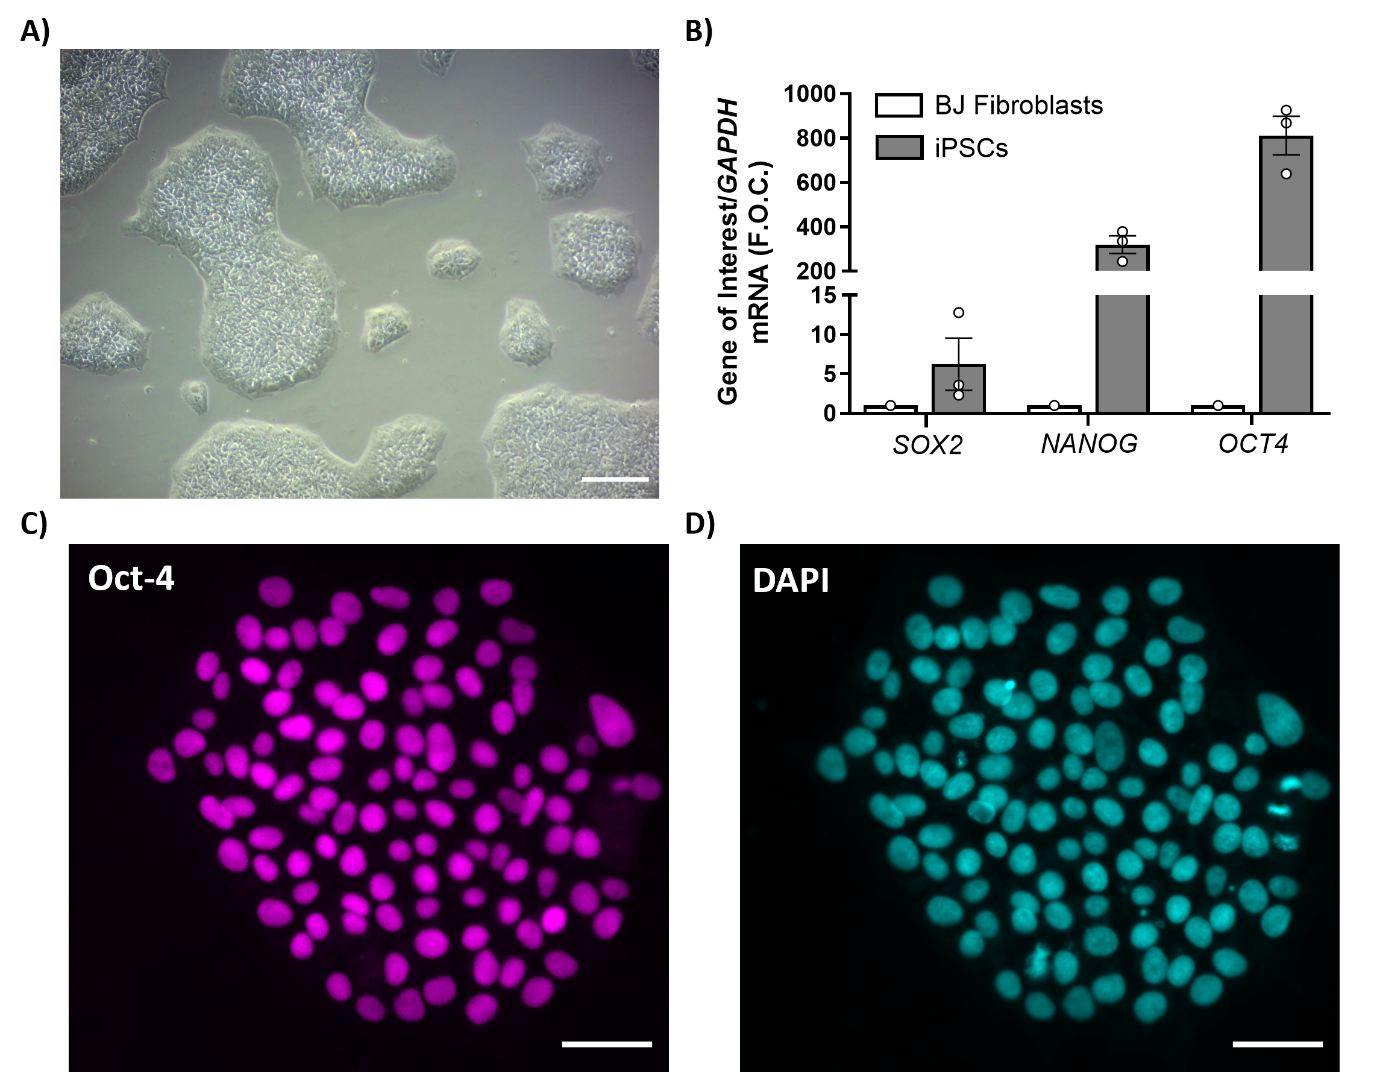 A)
B)
Gene of Interest/GAPDH
mRNA (F.O.C.)
1000
800
600
400
200
15
10
5
0
BJ Fibroblasts
iPSCs
SOX2 NANOG OCT4
C)
D)
Oct-4
DAPI